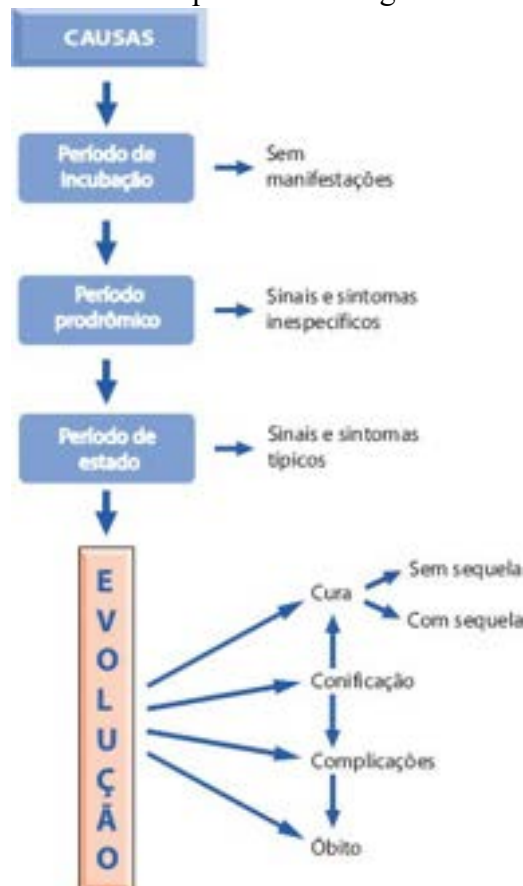 CAUSAS
Período de
incubação
Sem
manifestações
Período
prodrômico
Sinais e sintomas
inespecíficos
Período de
estado
Sinais e sintomas
típicos
EVOLUÇÃO
Sem sequela
Cura
Com sequela
Conificação
Complicações
Óbito